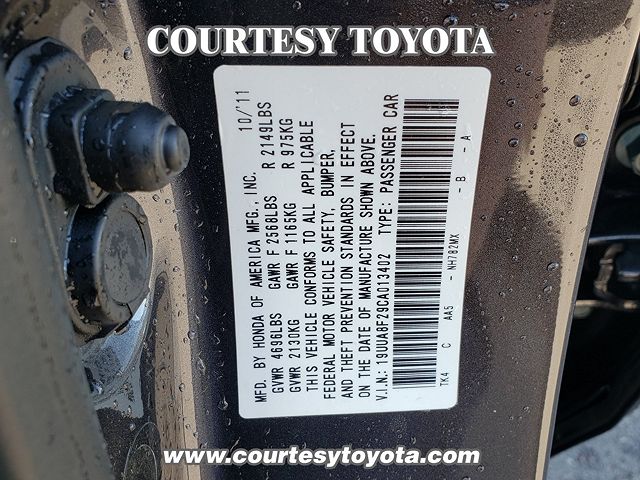 COURTESY TOYOTA
MFD. BY HONDA OF AMERICA MFG., INC. 10/'11
GVWR 4696LBS GAWR F 2568LBS R 2149LBS
GVWR 2130KG GAWR F 1165KG R 975KG
THIS VEHICLE CONFORMS TO ALL APPLICABLE
FEDERAL MOTOR VEHICLE SAFETY, BUMPER,
AND THEFT PREVENTION STANDARDS IN EFFECT
ON THE DATE OF MANUFACTURE SHOWN ABOVE.
V.I.N.: 19UUA8F29CA013402 TYPE: PASSENGER CAR
TK4 C AA5 - NH782MX - B - A
www.courtesytoyota.com